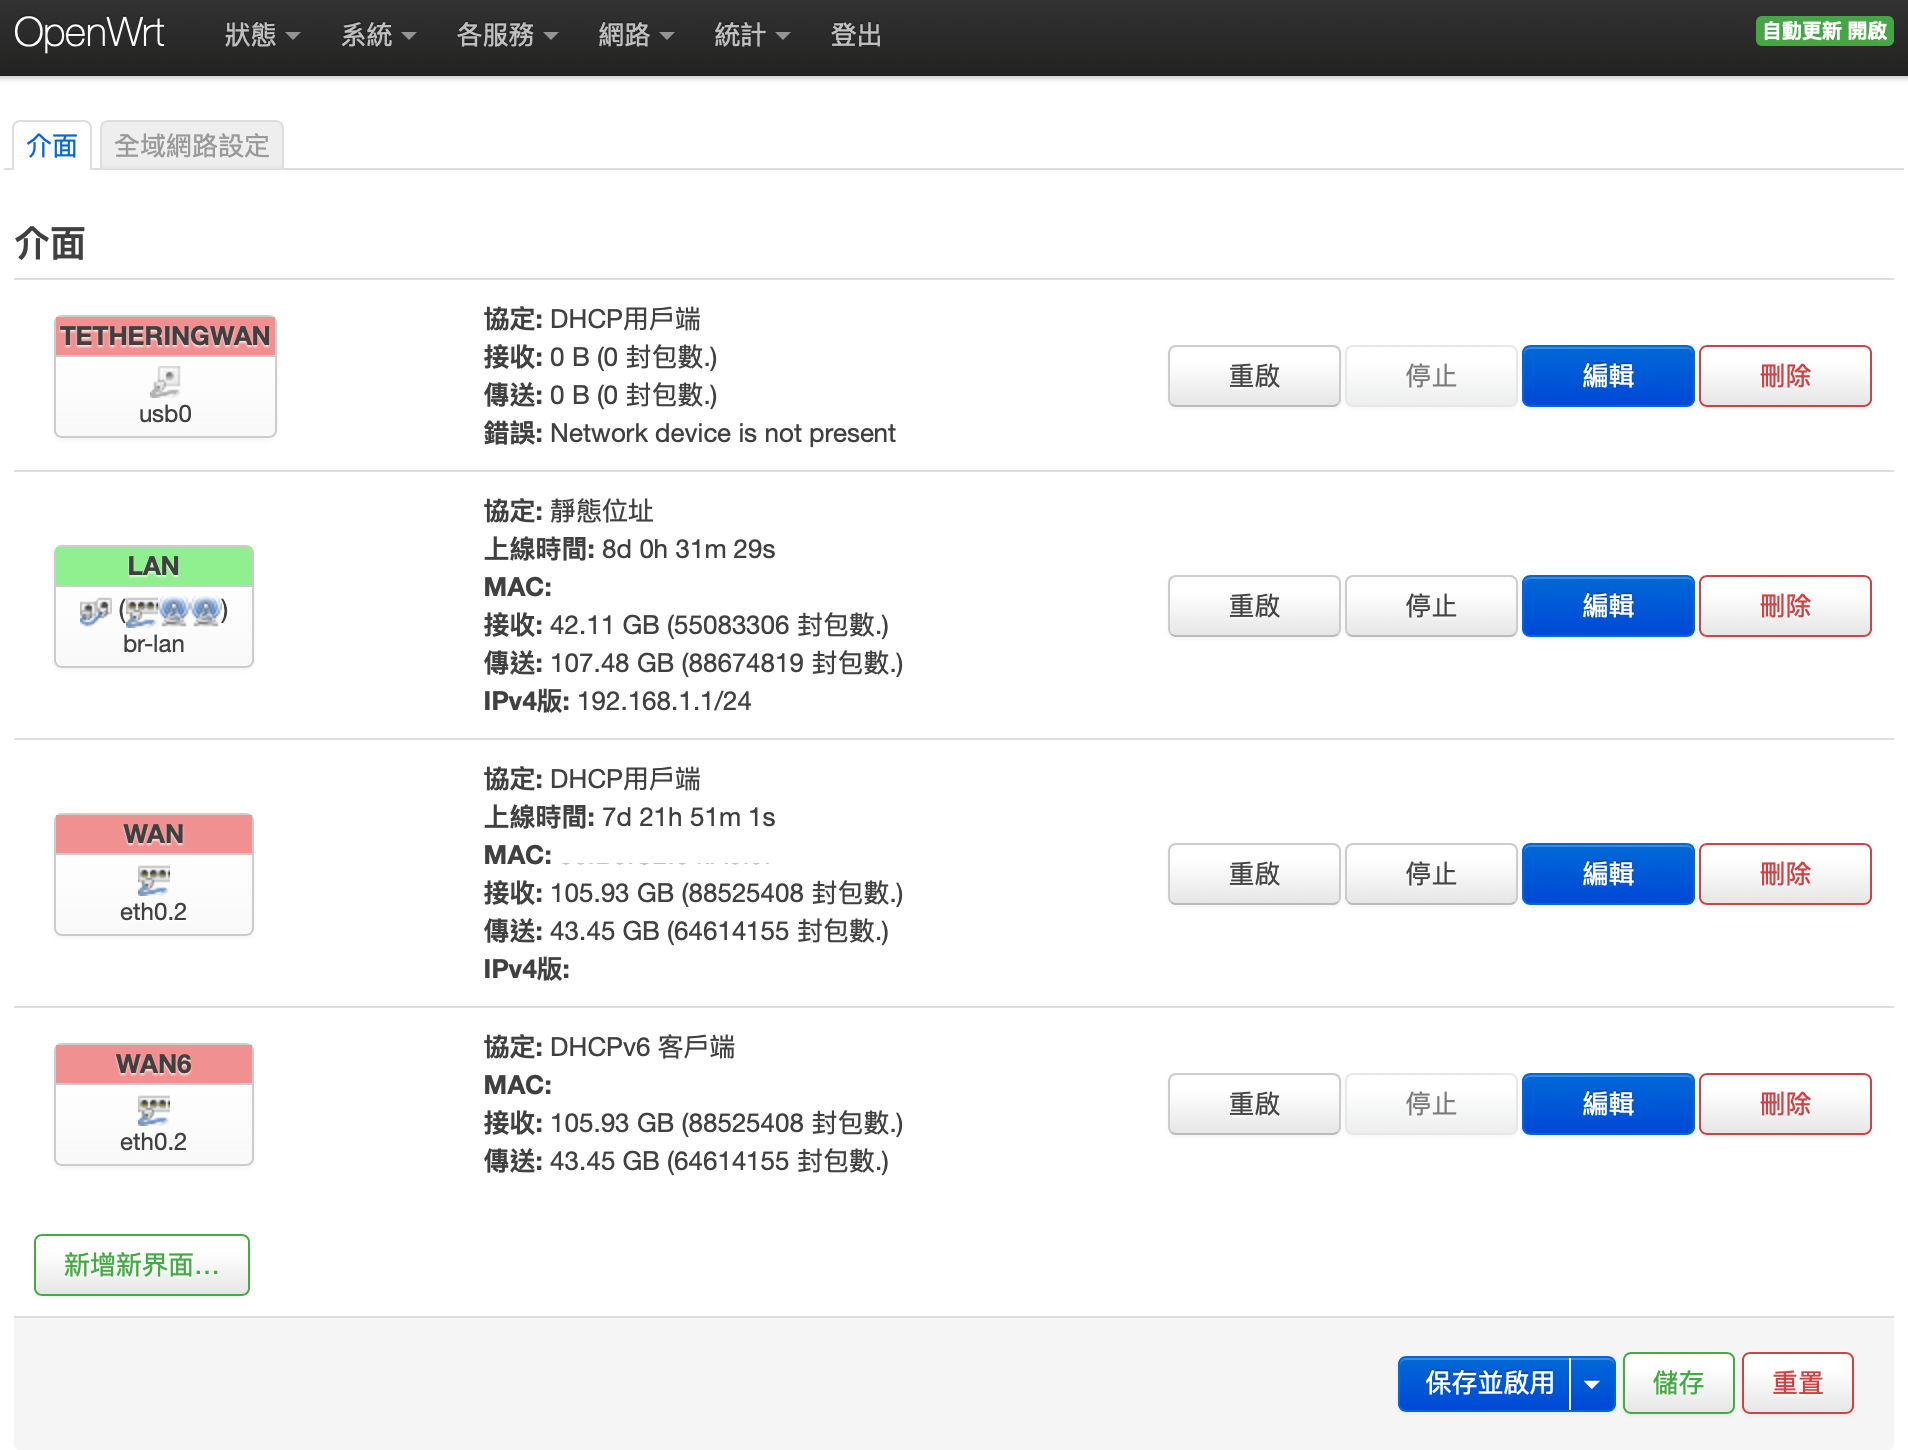 OpenWrt 狀態 系統 各服務 網路 統計 登出 自動更新 開啟
介面 全域網路設定
介面
TETHERINGWAN
usb0
協定: DHCP用戶端
接收: 0 B (0 封包數.)
傳送: 0 B (0 封包數.)
錯誤: Network device is not present
重啟 停止 編輯 刪除
LAN
( )
br-lan
協定: 靜態位址
上線時間: 8d 0h 31m 29s
MAC:
接收: 42.11 GB (55083306 封包數.)
傳送: 107.48 GB (88674819 封包數.)
IPv4版: 192.168.1.1/24
重啟 停止 編輯 刪除
WAN
eth0.2
協定: DHCP用戶端
上線時間: 7d 21h 51m 1s
MAC:
接收: 105.93 GB (88525408 封包數.)
傳送: 43.45 GB (64614155 封包數.)
IPv4版:
重啟 停止 編輯 刪除
WAN6
eth0.2
協定: DHCPv6 客戶端
MAC:
接收: 105.93 GB (88525408 封包數.)
傳送: 43.45 GB (64614155 封包數.)
重啟 停止 編輯 刪除
新增新界面...
保存並啟用 儲存 重置